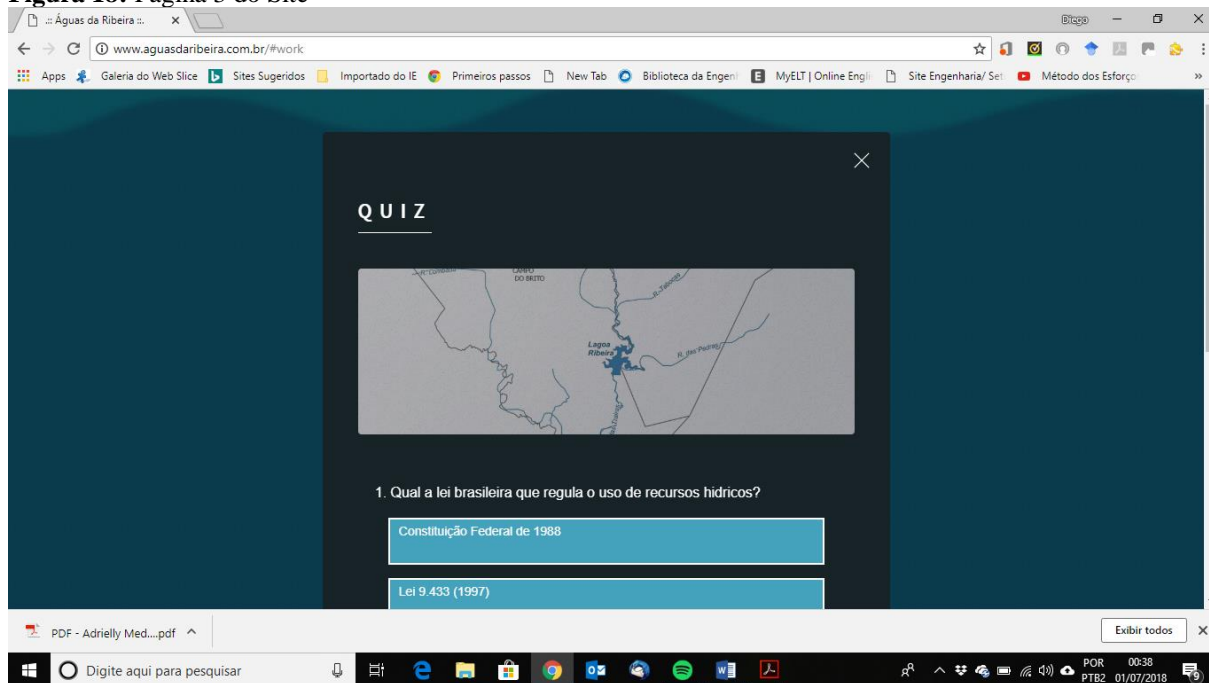 Figura 18: Página 5 do Site
.:: Águas da Ribeira ::.
Diego
www.aguasdaribeira.com.br/#work
Apps Galeria do Web Slice Sites Sugeridos Importado do IE Primeiros passos New Tab Biblioteca da Engen MyELT | Online Engli Site Engenharia/ Set Método dos Esforço »
QUIZ
CAMPO
DO BRITO
Lagoa
Ribeira
R. das Pedras
1. Qual a lei brasileira que regula o uso de recursos hidricos?
Constituição Federal de 1988
Lei 9.433 (1997)
PDF - Adrielly Med....pdf
Exibir todos
Digite aqui para pesquisar
POR 00:38
PTB2 01/07/2018